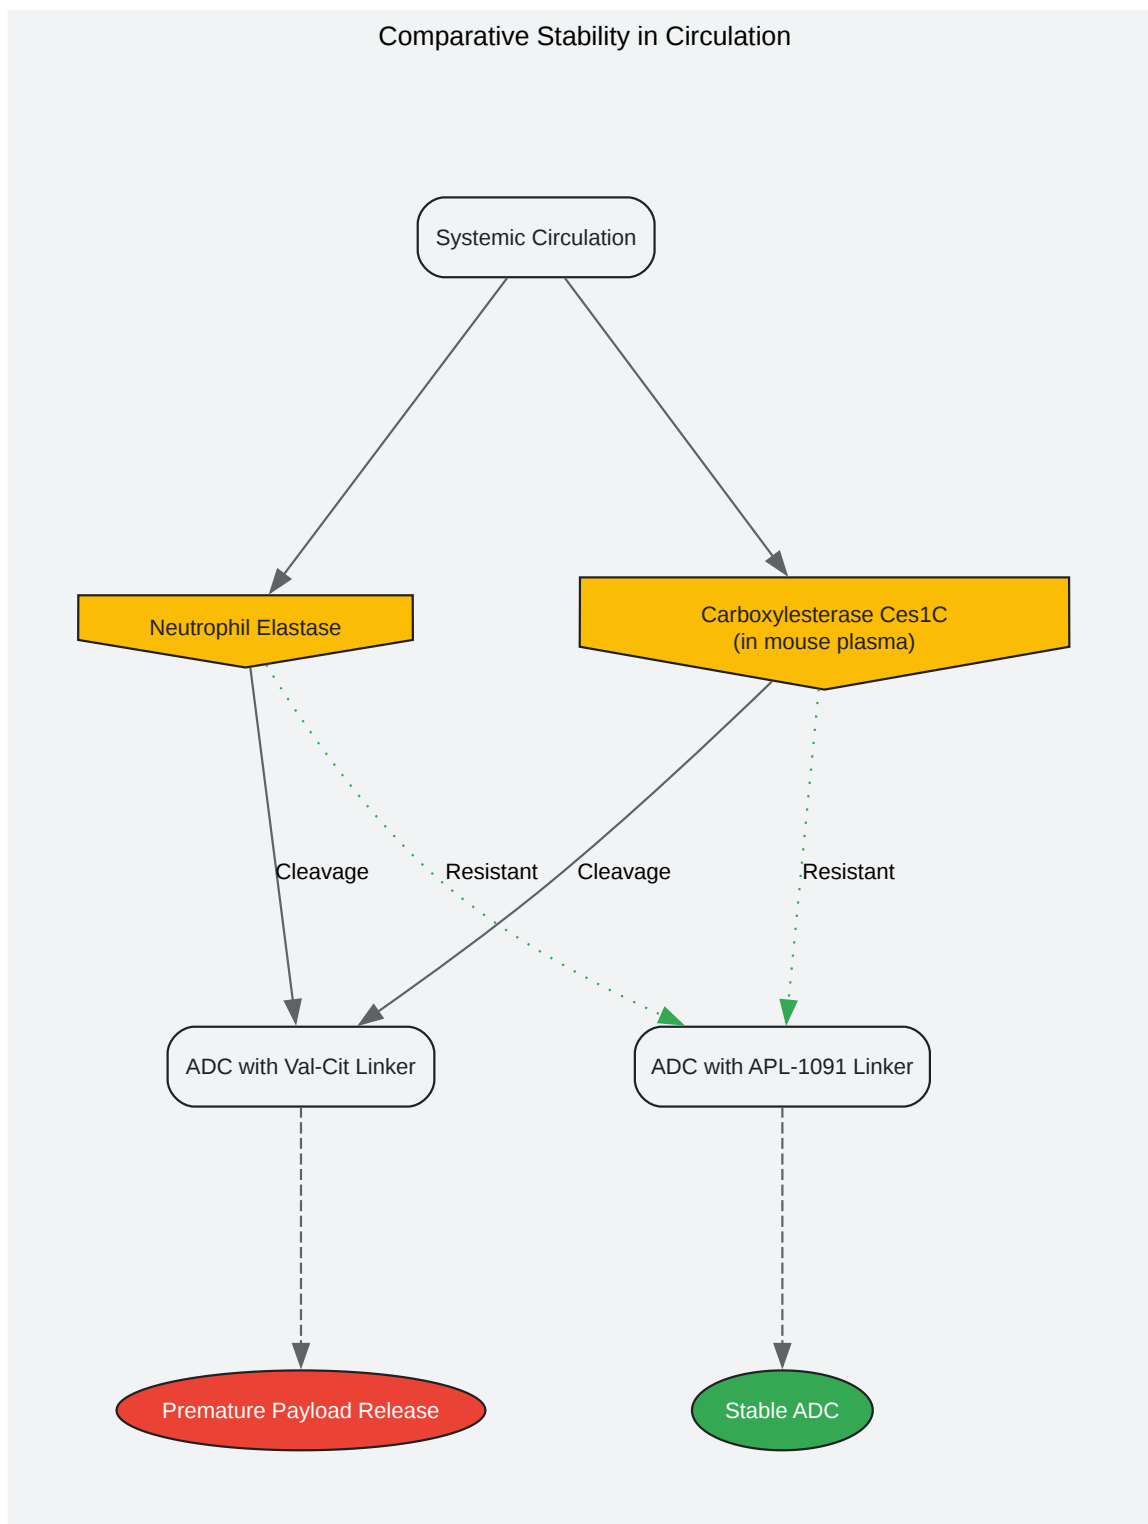 Comparative Stability in Circulation
Systemic Circulation
Neutrophil Elastase
Carboxylesterase Ces1C
(in mouse plasma)
Cleavage
Resistant
Cleavage
Resistant
ADC with Val-Cit Linker
ADC with APL-1091 Linker
Premature Payload Release
Stable ADC